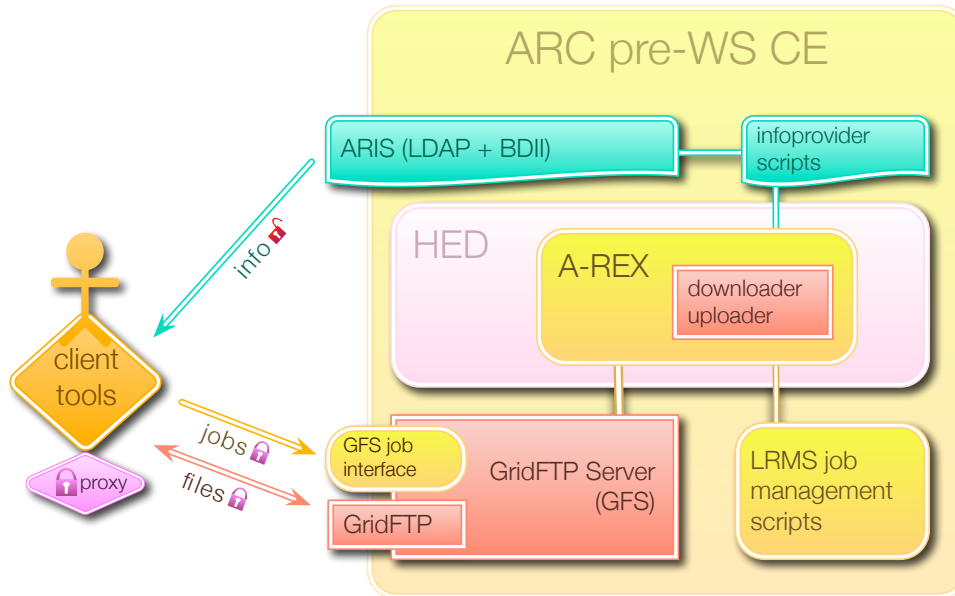 ARC pre-WS CE
ARIS (LDAP + BDII)
infoprovider
scripts
info
HED
A-REX
downloader
uploader
client
tools
proxy
jobs
files
GFS job
interface
GridFTP
GridFTP Server
(GFS)
LRMS job
management
scripts